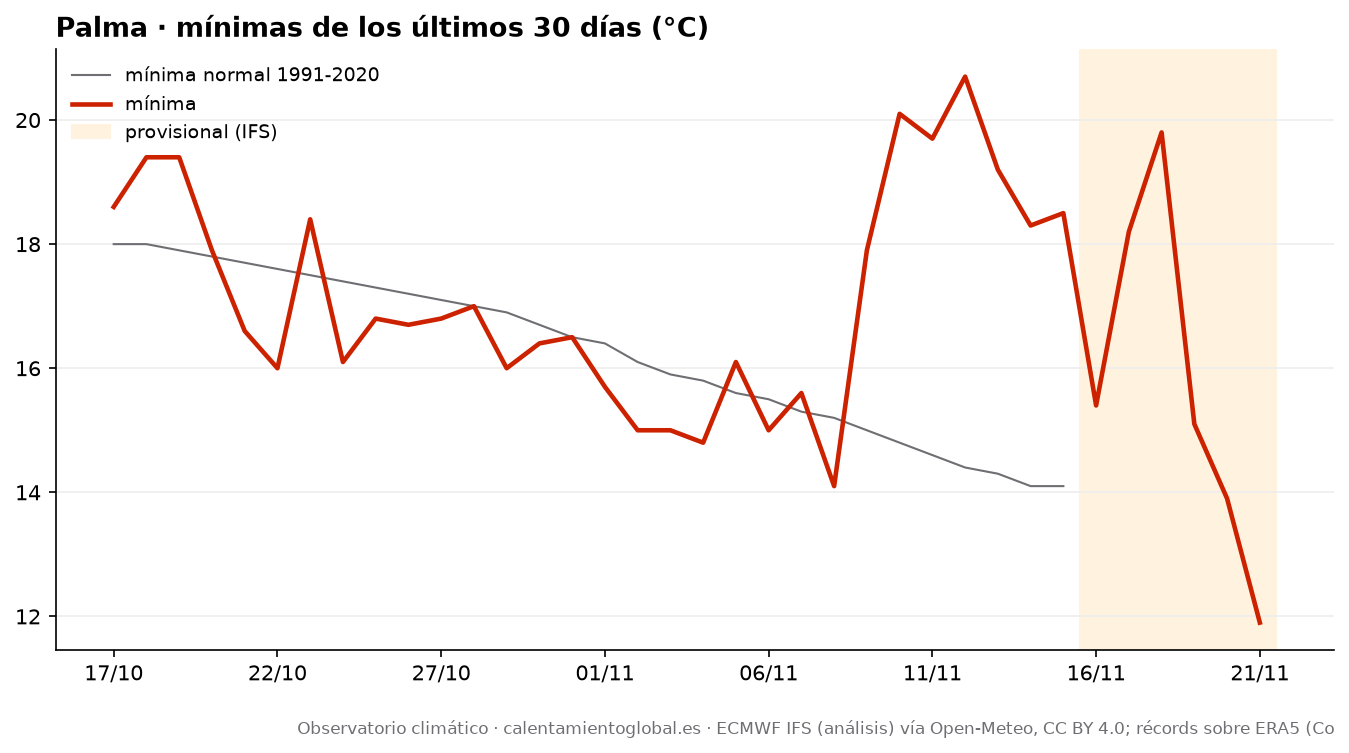 Palma · mínimas de los últimos 30 días (°C)
mínima normal 1991-2020
mínima
provisional (IFS)
20
18
16
14
12
17/10 22/10 27/10 01/11 06/11 11/11 16/11 21/11
Observatorio climático · calentamientoglobal.es · ECMWF IFS (análisis) vía Open-Meteo, CC BY 4.0; récords sobre ERA5 (Co